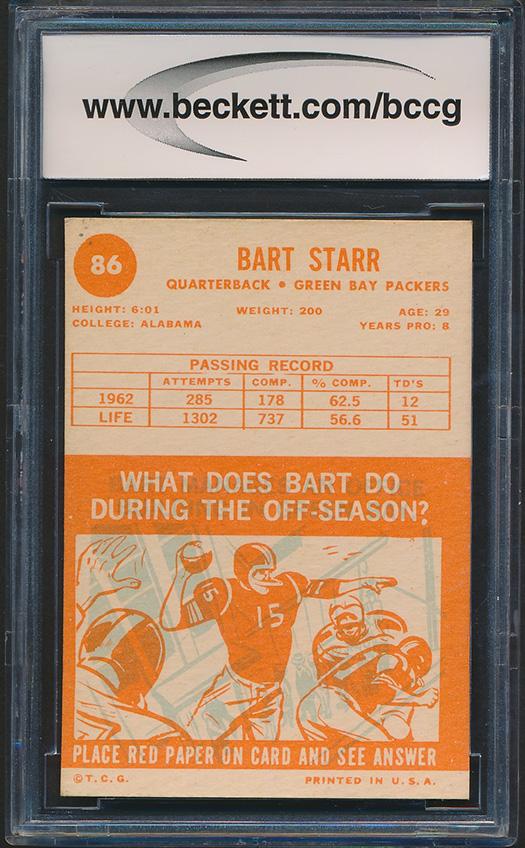 www.beckett.com/bccg
86
BART STARR
QUARTERBACK • GREEN BAY PACKERS
HEIGHT: 6:01 WEIGHT: 200 AGE: 29
COLLEGE: ALABAMA YEARS PRO: 8
PASSING RECORD
ATTEMPTS COMP. % COMP. TD'S
1962 285 178 62.5 12
LIFE 1302 737 56.6 51
WHAT DOES BART DO
DURING THE OFF-SEASON?
15
15
PLACE RED PAPER ON CARD AND SEE ANSWER
©T.C.G. PRINTED IN U.S.A.